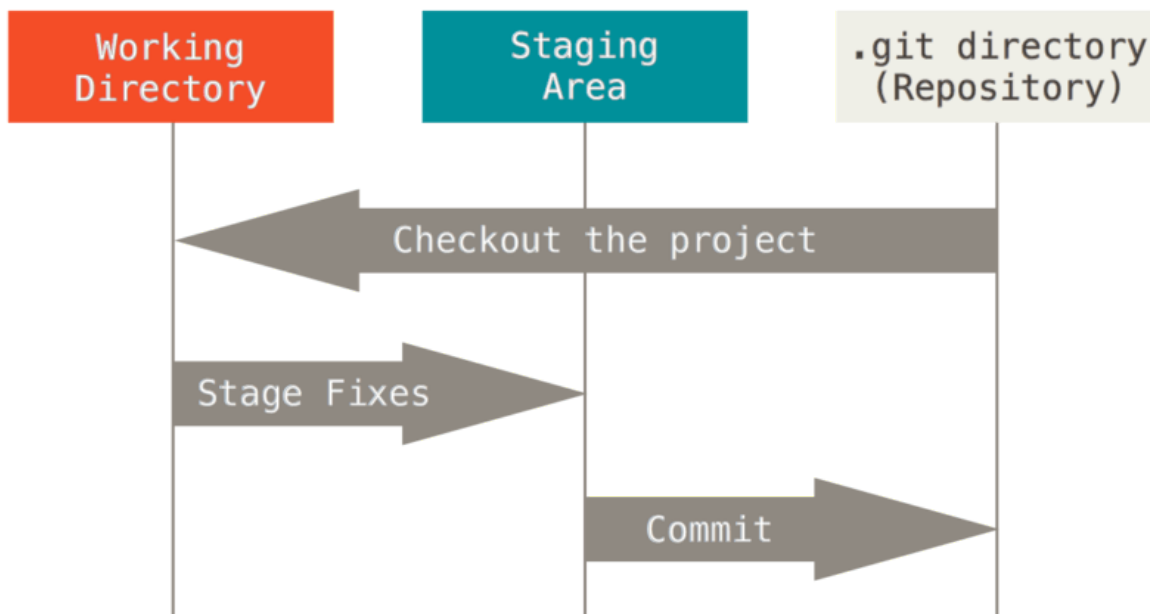 Working
Directory
Staging
Area
.git directory
(Repository)
Checkout the project
Stage Fixes
Commit